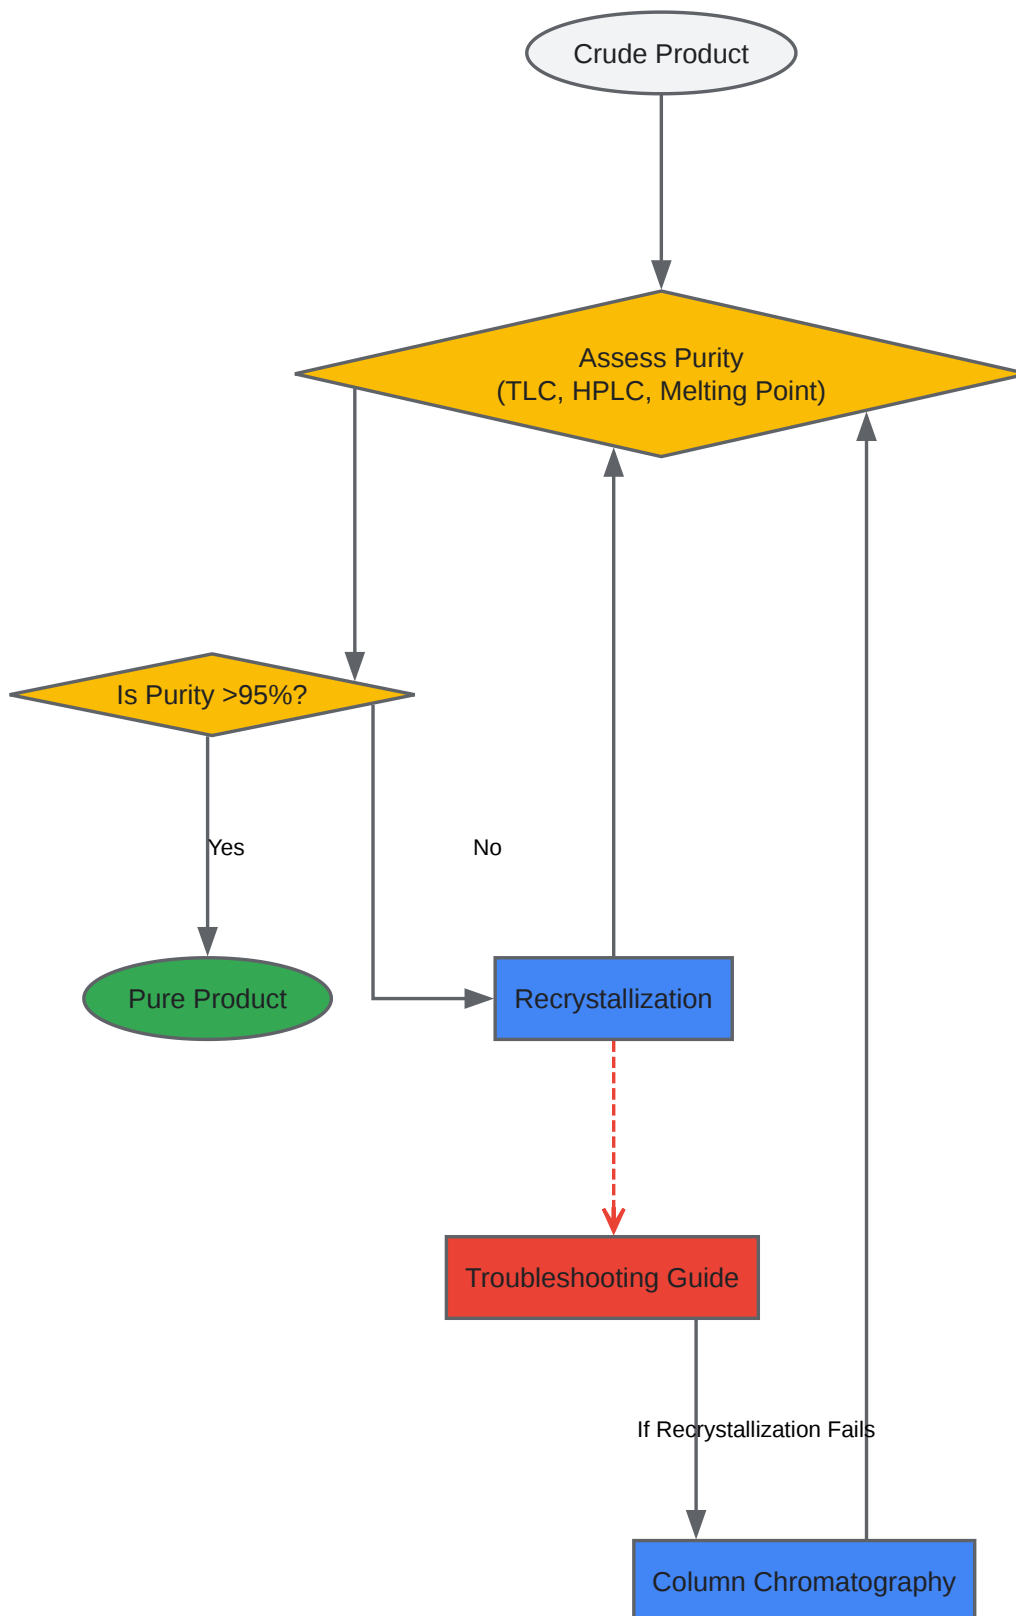 Crude Product
Assess Purity
(TLC, HPLC, Melting Point)
Is Purity >95%?
Yes
No
Pure Product
Recrystallization
Troubleshooting Guide
If Recrystallization Fails
Column Chromatography